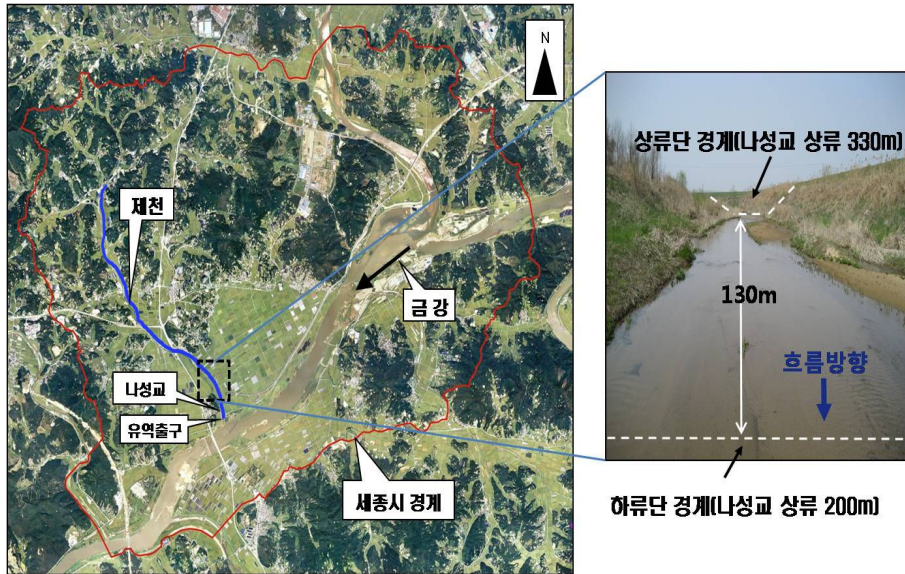 N
상류단 경계(나성교 상류 330m)
제천
금 강
130m
흐름방향
나성교
유역출구
세종시 경계
하류단 경계(나성교 상류 200m)